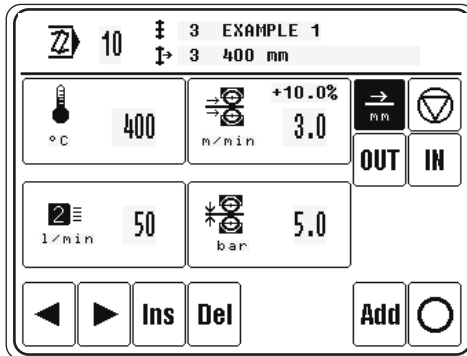 10 3 EXAMPLE 1
3 400 mm
°C 400
+10.0%
m/min 3.0
mm
OUT IN
2
l/min 50
bar 5.0
Ins Del Add